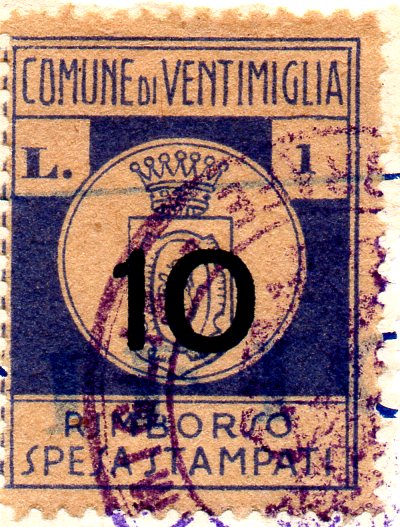 COMUNE DI VENTIMIGLIA
L. 1
10
RIMBORSO
SPESA STAMPATI